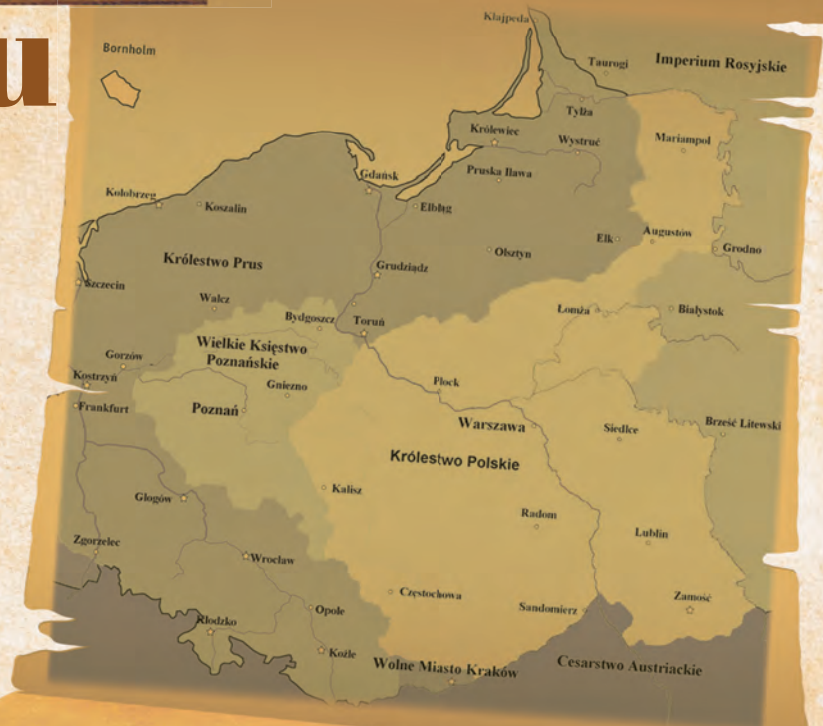 u
Kłajpeda
Bornholm
Taurogi
Imperium Rosyjskie
Tylża
Królewiec
Wystruć
Mariampol
Gdańsk
Pruska Iława
Kołobrzeg
Koszalin
Elbląg
Ełk
Augustów
Grodno
Olsztyn
Królestwo Prus
Grudziądz
Szczecin
Wałcz
Bydgoszcz
Toruń
Łomża
Białystok
Wielkie Księstwo
Poznańskie
Gorzów
Kostrzyń
Gniezno
Płock
Frankfurt
Poznań
Warszawa
Siedlce
Brześć Litewski
Królestwo Polskie
Kalisz
Głogów
Radom
Lublin
Zgorzelec
Wrocław
Częstochowa
Sandomierz
Zamość
Opole
Kłodzko
Koźle
Wolne Miasto Kraków
Cesarstwo Austriackie